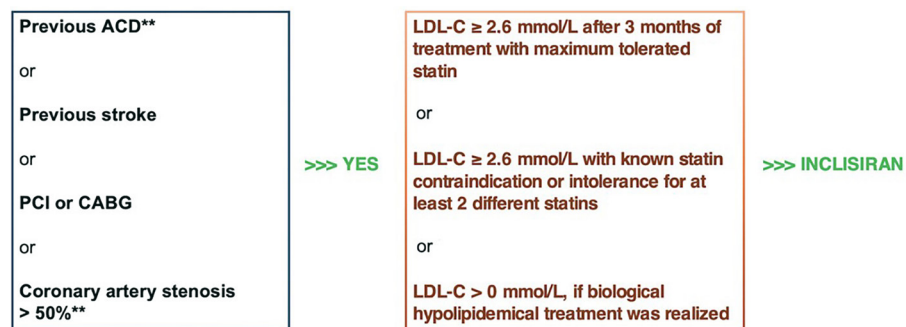 Previous ACD**
or
Previous stroke
or
PCI or CABG
or
Coronary artery stenosis
> 50%**
>>> YES
LDL-C ≥ 2.6 mmol/L after 3 months of
treatment with maximum tolerated
statin
or
LDL-C ≥ 2.6 mmol/L with known statin
contraindication or intolerance for at
least 2 different statins
or
LDL-C > 0 mmol/L, if biological
hypolipidemical treatment was realized
>>> INCLISIRAN